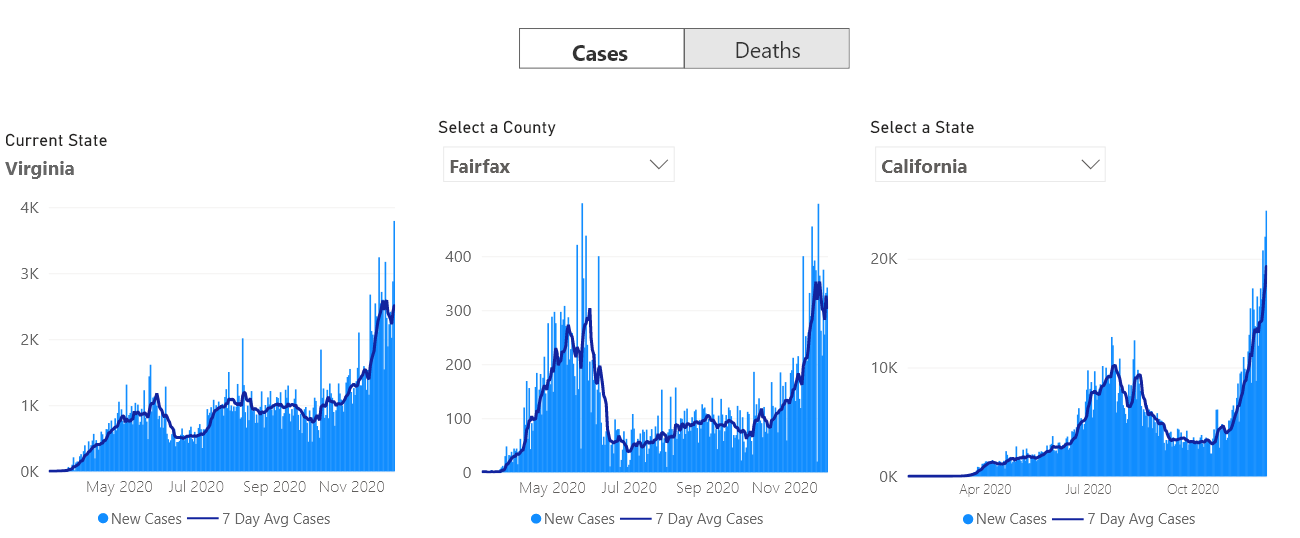 Cases Deaths
Current State
Virginia
4K
3K
2K
1K
0K
May 2020 Jul 2020 Sep 2020 Nov 2020
New Cases 7 Day Avg Cases
Select a County
Fairfax
400
300
200
100
0
May 2020 Jul 2020 Sep 2020 Nov 2020
New Cases 7 Day Avg Cases
Select a State
California
20K
10K
0K
Apr 2020 Jul 2020 Oct 2020
New Cases 7 Day Avg Cases